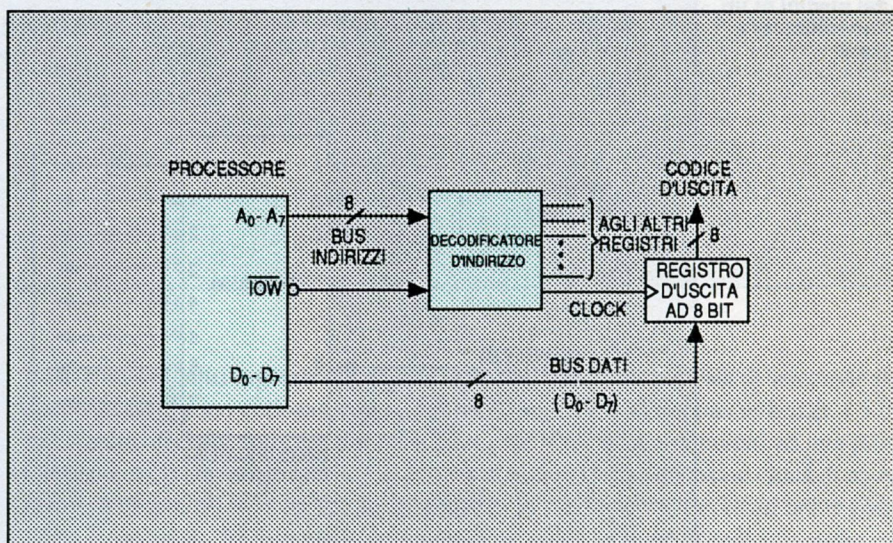 PROCESSORE
A0 - A7
8
BUS
INDIRIZZI
IOW
D0 - D7
DECODIFICATORE
D'INDIRIZZO
AGLI ALTRI
REGISTRI
CLOCK
CODICE
D'USCITA
8
REGISTRO
D'USCITA
AD 8 BIT
BUS DATI
8
( D0 - D7)